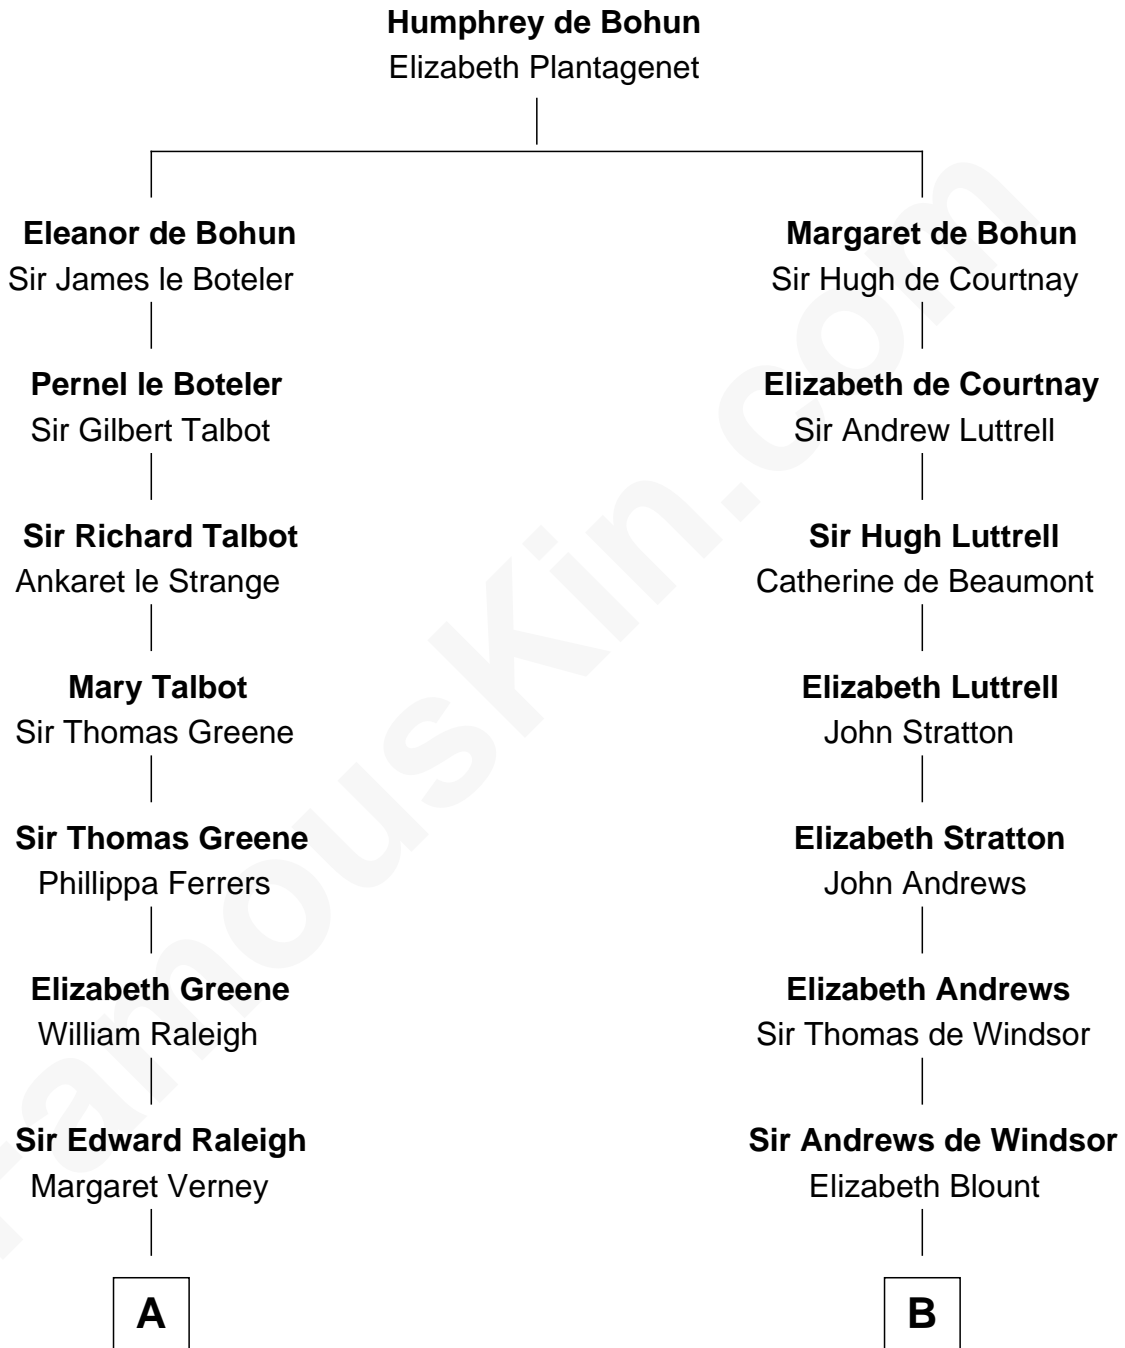 Humphrey de Bohun
Elizabeth Plantagenet
Eleanor de Bohun
Sir James le Boteler
Margaret de Bohun
Sir Hugh de Courtnay
Pernel le Boteler
Sir Gilbert Talbot
Elizabeth de Courtnay
Sir Andrew Luttrell
Sir Richard Talbot
Ankaret le Strange
Sir Hugh Luttrell
Catherine de Beaumont
Mary Talbot
Sir Thomas Greene
Elizabeth Luttrell
John Stratton
Sir Thomas Greene
Phillippa Ferrers
Elizabeth Stratton
John Andrews
Elizabeth Greene
William Raleigh
Elizabeth Andrews
Sir Thomas de Windsor
Sir Edward Raleigh
Margaret Verney
Sir Andrews de Windsor
Elizabeth Blount
A
B
FamousKin.com